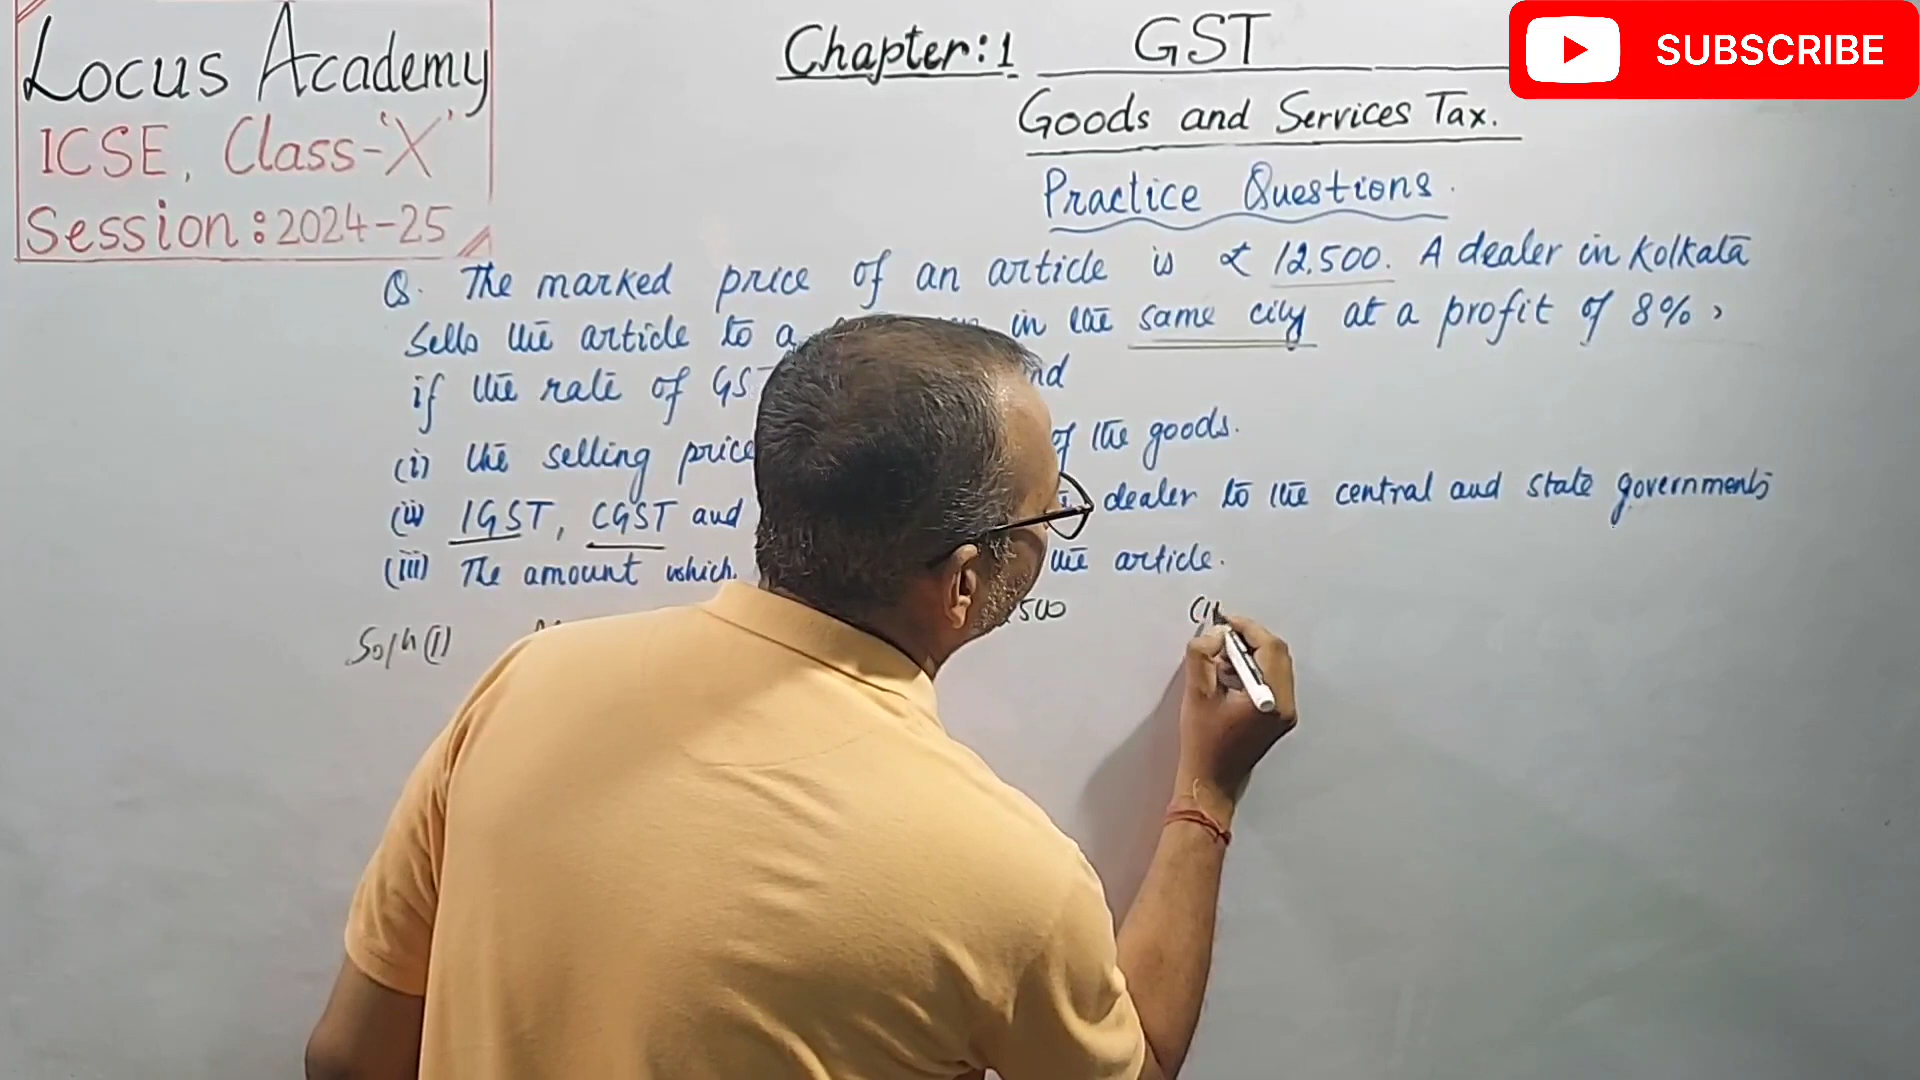 Locus Academy
ICSE, Class-'X'
Session: 2024-25
Chapter: 1 GST
Goods and Services Tax.
Practice Questions.
SUBSCRIBE
Q. The marked price of an article is ₹ 12,500. A dealer in Kolkata
sells the article to a in the same city at a profit of 8%,
if the rate of GS
(i) the selling price of the goods.
(ii) IGST, CGST and dealer to the central and state governments
(iii) The amount which the article.
Soln (i) 500 (1